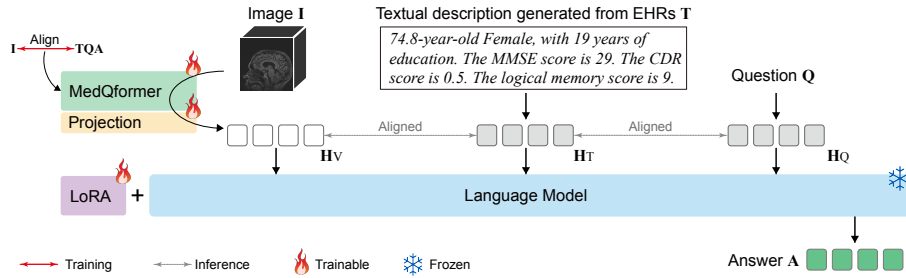 Image I
Textual description generated from EHRs T
74.8-year-old Female, with 19 years of
education. The MMSE score is 29. The CDR
score is 0.5. The logical memory score is 9.
Align
I TQA
MedQformer
Projection
Question Q
Aligned
Aligned
HV
HT
HQ
LoRA
+
Language Model
Training
Inference
Trainable
Frozen
Answer A